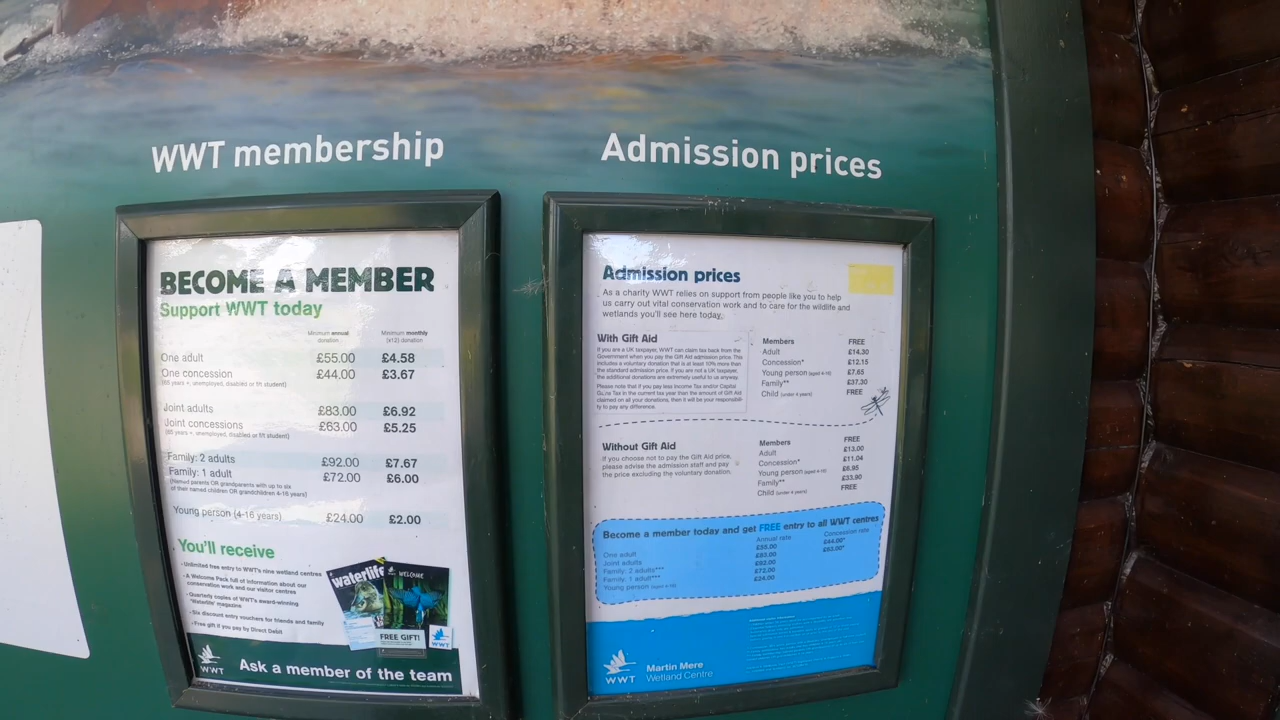 WWT membership
BECOME A MEMBER
Support WWT today
Minimum annual donation
Minimum monthly (x12) donation
One adult £55.00 £4.58
One concession £44.00 £3.67
(65 years +, unemployed, disabled or f/t student)
Joint adults £83.00 £6.92
Joint concessions £63.00 £5.25
(65 years +, unemployed, disabled or f/t student)
Family: 2 adults £92.00 £7.67
Family: 1 adult £72.00 £6.00
(Named parents OR grandparents with up to six
of their named children OR grandchildren 4-16 years)
Young person (4-16 years) £24.00 £2.00
You'll receive
- Unlimited free entry to WWT's nine wetland centres
- A Welcome Pack full of information about our
conservation work and our visitor centres
- Quarterly copies of WWT's award-winning
'Waterlife' magazine
- Six discount entry vouchers for friends and family
- Free gift if you pay by Direct Debit
waterlife
WELCOME
FREE GIFT!
WWT
WWT
Ask a member of the team
Admission prices
Admission prices
As a charity WWT relies on support from people like you to help
us carry out vital conservation work and to care for the wildlife and
wetlands you'll see here today.
With Gift Aid
If you are a UK taxpayer, WWT can claim tax back from the
Government when you pay the Gift Aid admission price. This
includes a voluntary donation that is at least 10% more than
the standard admission price. If you are not a UK taxpayer,
the additional donations are extremely useful to us anyway.
Please note that if you pay less Income Tax and/or Capital
Gains Tax in the current tax year than the amount of Gift Aid
claimed on all your donations, then it will be your responsibili-
ty to pay any difference.
Members FREE
Adult £14.30
Concession* £12.15
Young person (aged 4-16) £7.65
Family** £37.30
Child (under 4 years) FREE
Without Gift Aid
If you choose not to pay the Gift Aid price,
please advise the admission staff and pay
the price excluding the voluntary donation.
Members FREE
Adult £13.00
Concession* £11.04
Young person (aged 4-16) £6.95
Family** £33.90
Child (under 4 years) FREE
Become a member today and get FREE entry to all WWT centres
Annual rate Concession rate
One adult £55.00 £44.00*
Joint adults £83.00 £63.00*
Family: 2 adults*** £92.00
Family: 1 adult*** £72.00
Young person (aged 4-16) £24.00
WWT
Martin Mere
Wetland Centre